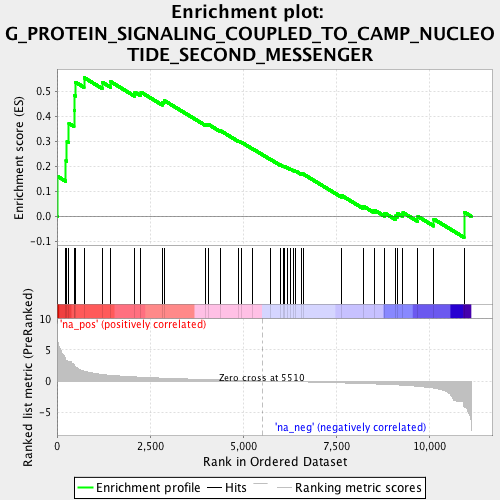 Enrichment plot:
G_PROTEIN_SIGNALING_COUPLED_TO_CAMP_NUCLEO
TIDE_SECOND_MESSENGER
Enrichment score (ES)
0.5
0.4
0.3
0.2
0.1
0.0
-0.1
Ranked list metric (PreRanked)
10
5
0
-5
'na_pos' (positively correlated)
Zero cross at 5510
'na_neg' (negatively correlated)
0
2,500
5,000
7,500
10,000
Rank in Ordered Dataset
Enrichment profile
Hits
Ranking metric scores